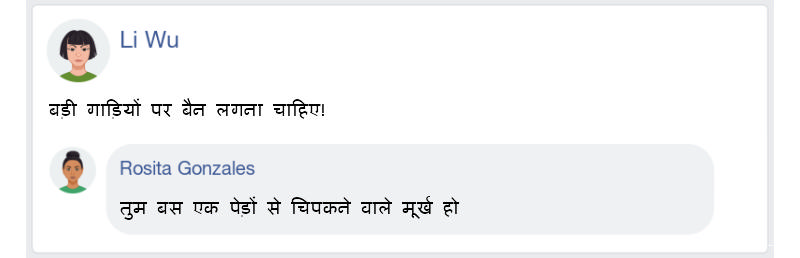 Li Wu
बड़ी गाड़ियों पर बैन लगना चाहिए!
Rosita Gonzales
तुम बस एक पेड़ों से चिपकने वाले मूर्ख हो